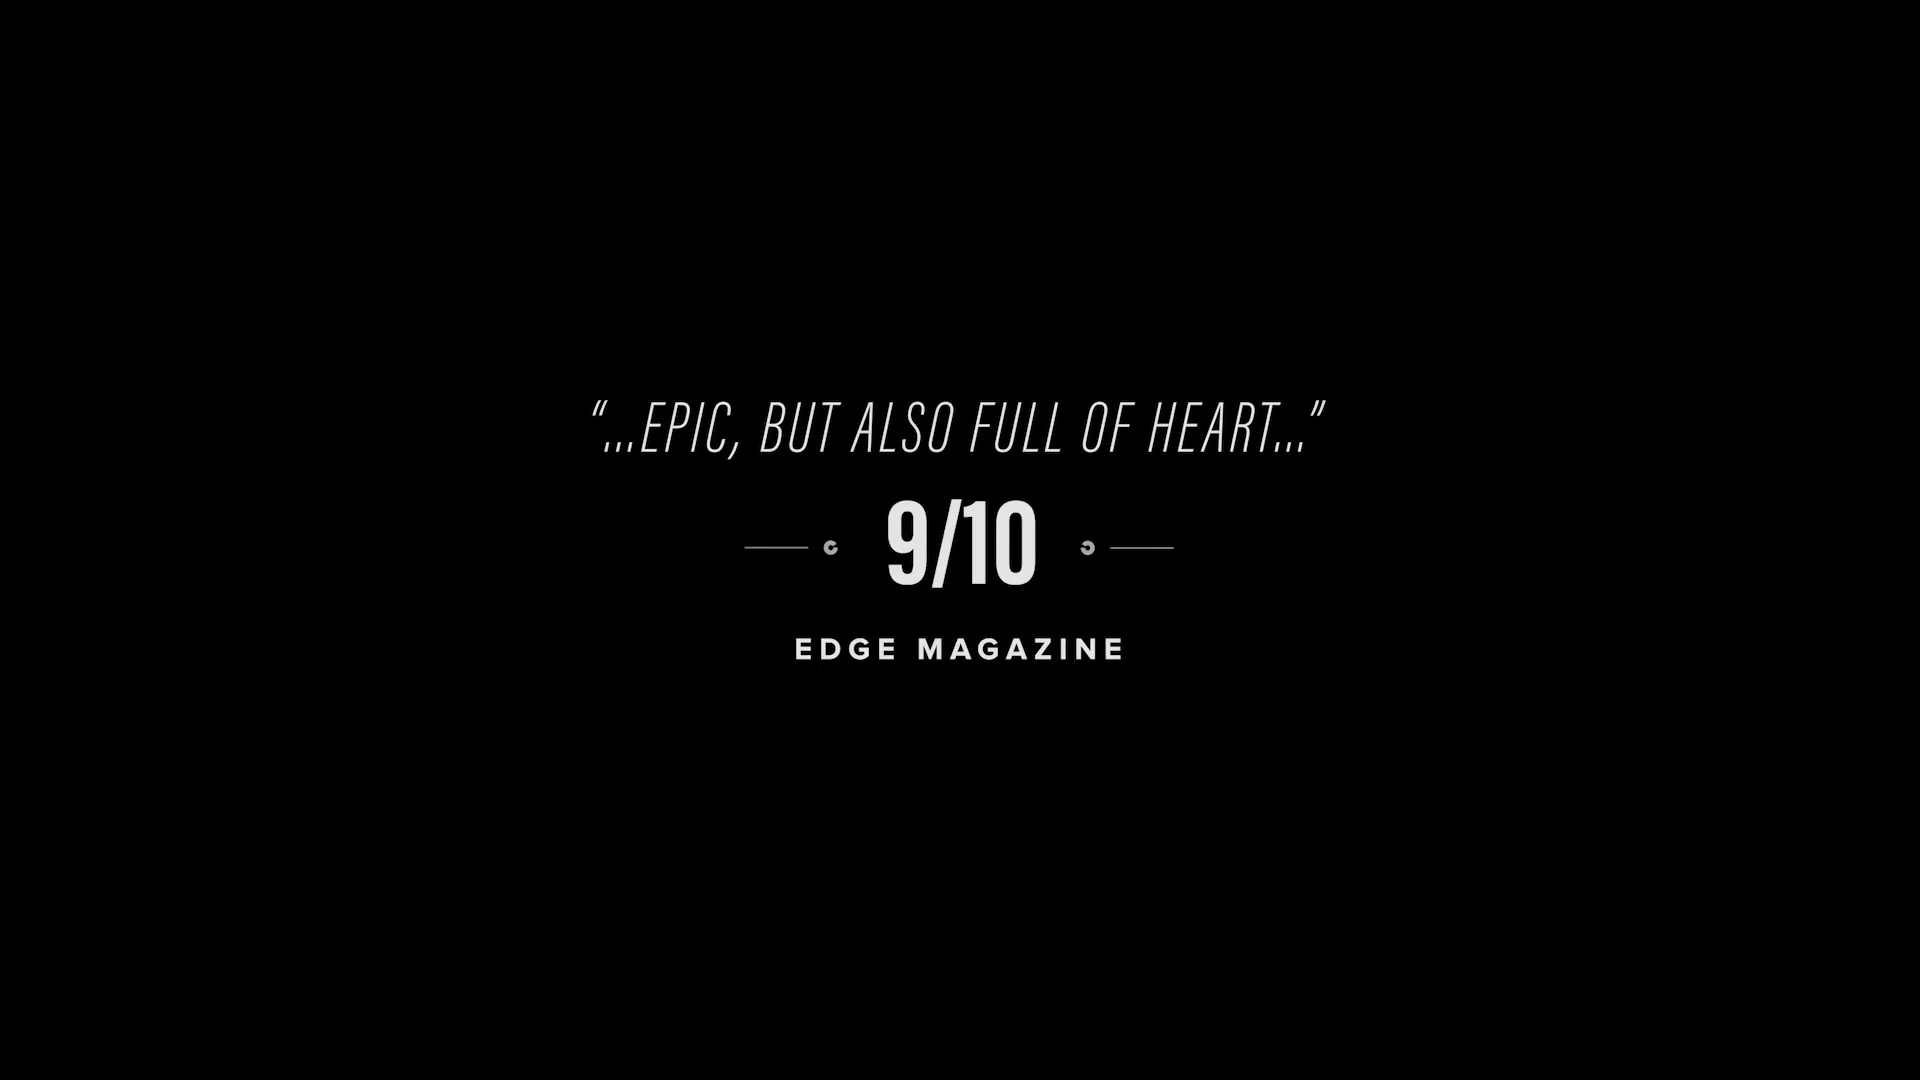 “...EPIC, BUT ALSO FULL OF HEART...”
9/10
EDGE MAGAZINE